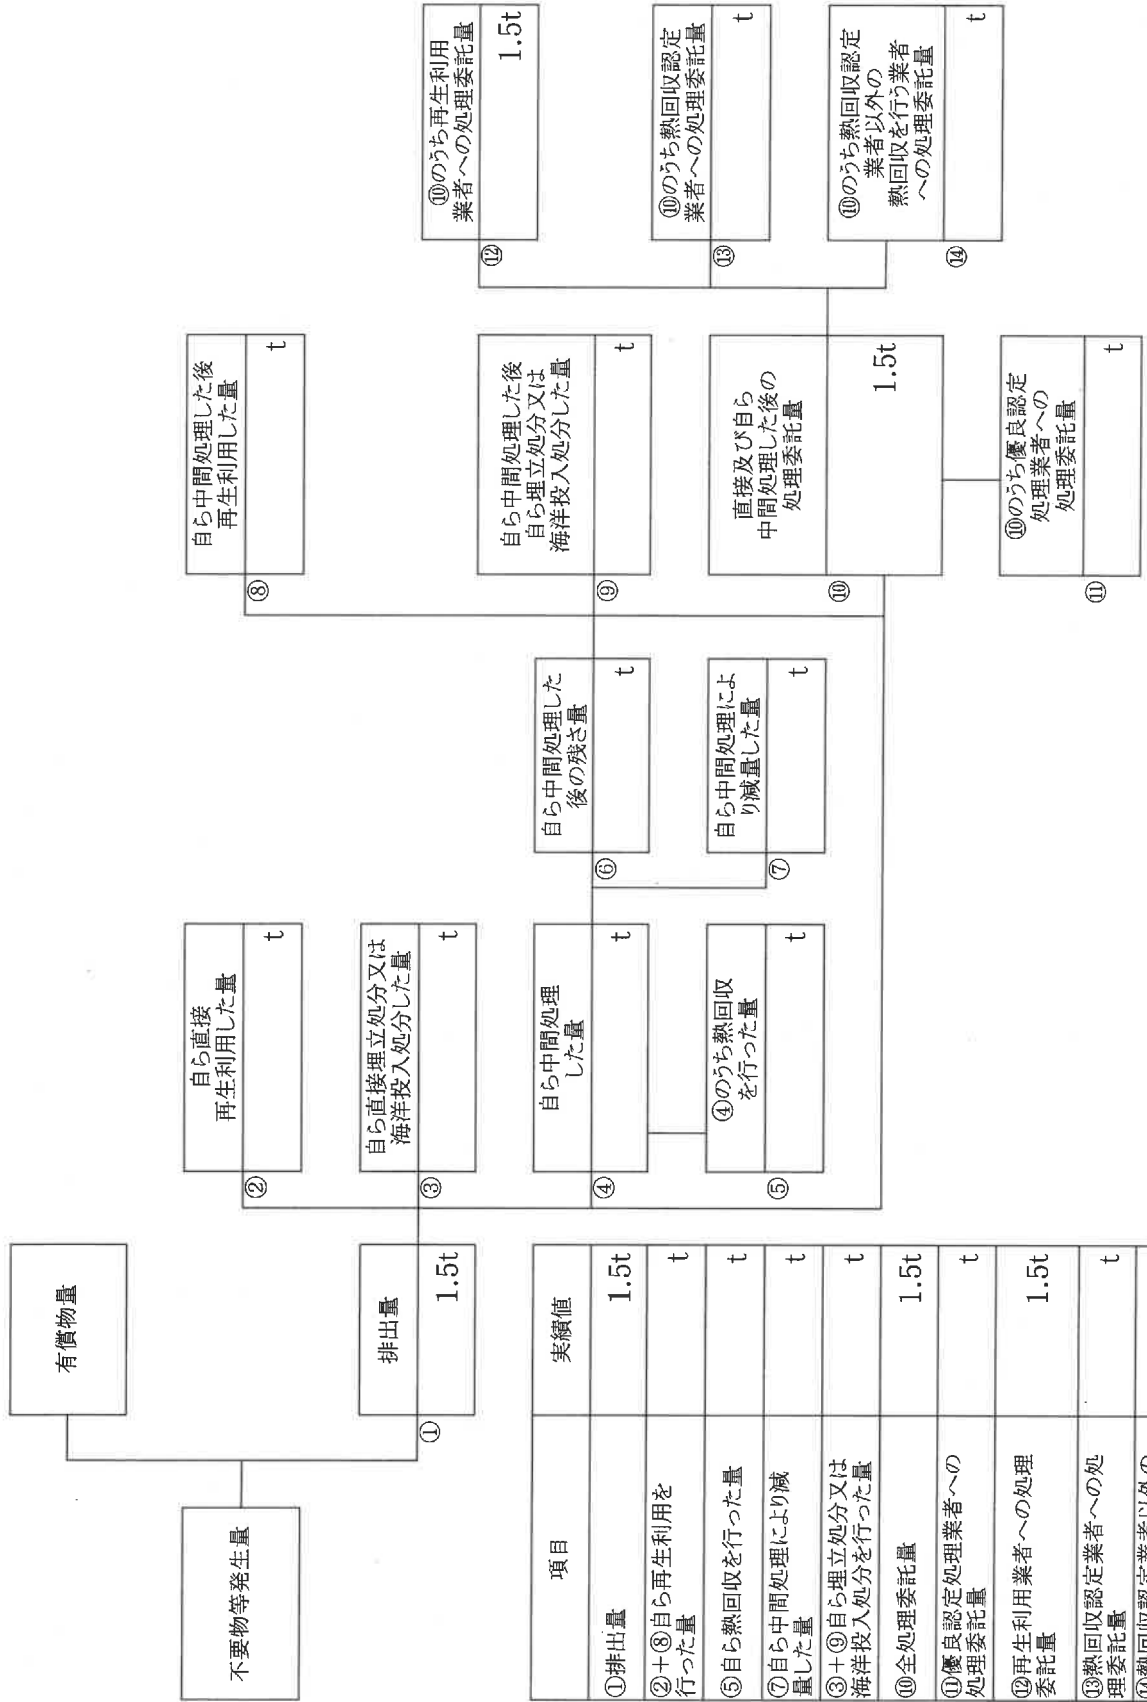 不要物等発生量
有償物量
排出量
①
1.5t
自ら直接
再生利用した量
②
t
自ら直接埋立処分又は
海洋投入処分した量
③
t
自ら中間処理
した量
④
t
④のうち熱回収
を行った量
⑤
t
自ら中間処理した
後の残さ量
⑥
t
自ら中間処理によ
り減量した量
⑦
t
自ら中間処理した後
再生利用した量
⑧
t
自ら中間処理した後
自ら埋立処分又は
海洋投入処分した量
⑨
t
直接及び自ら
中間処理した後の
処理委託量
⑩
1.5t
⑩のうち優良認定
処理業者への
処理委託量
⑪
t
⑩のうち再生利用
業者への処理委託量
⑫
1.5t
⑩のうち熱回収認定
業者への処理委託量
⑬
t
⑩のうち熱回収認定
業者以外の
熱回収を行う業者
への処理委託量
⑭
t
項目 実績値
①排出量 1.5t
②+⑧自ら再生利用を
行った量 t
⑤自ら熱回収を行った量 t
⑦自ら中間処理により減
量した量 t
③+⑨自ら埋立処分又は
海洋投入処分を行った量 t
⑩全処理委託量 1.5t
⑪優良認定処理業者への
処理委託量 t
⑫再生利用業者への処理
委託量 1.5t
⑬熱回収認定業者への処
理委託量 t